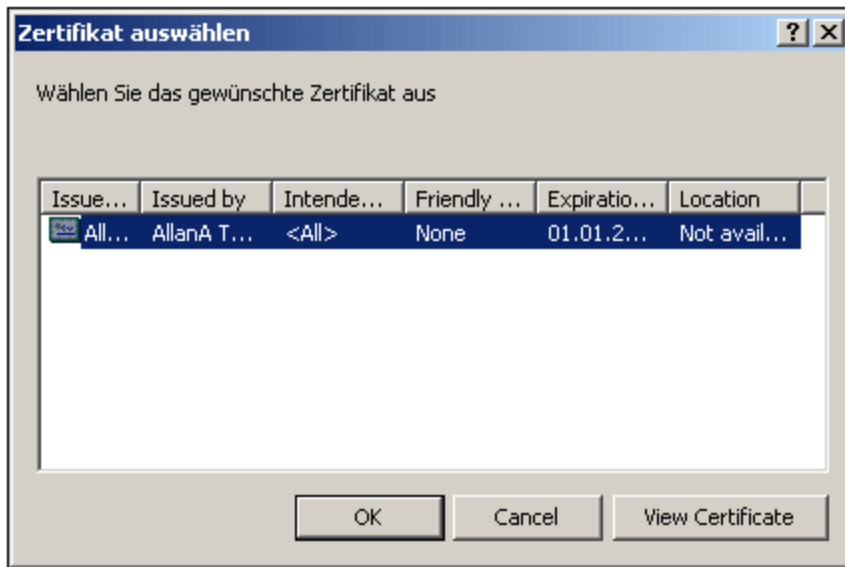 Zertifikat auswählen
Wählen Sie das gewünschte Zertifikat aus
Issue... Issued by Intende... Friendly ... Expiratio... Location
All... AllanA T... <All> None 01.01.2... Not avail...
OK Cancel View Certificate